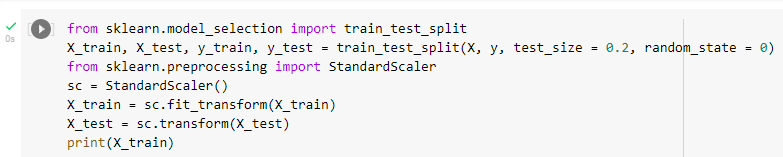 from sklearn.model_selection import train_test_split
X_train, X_test, y_train, y_test = train_test_split(X, y, test_size = 0.2, random_state = 0)
from sklearn.preprocessing import StandardScaler
0s
sc = StandardScaler()
X_train = sc.fit_transform(X_train)
X_test = sc.transform(X_test)
print(X_train)